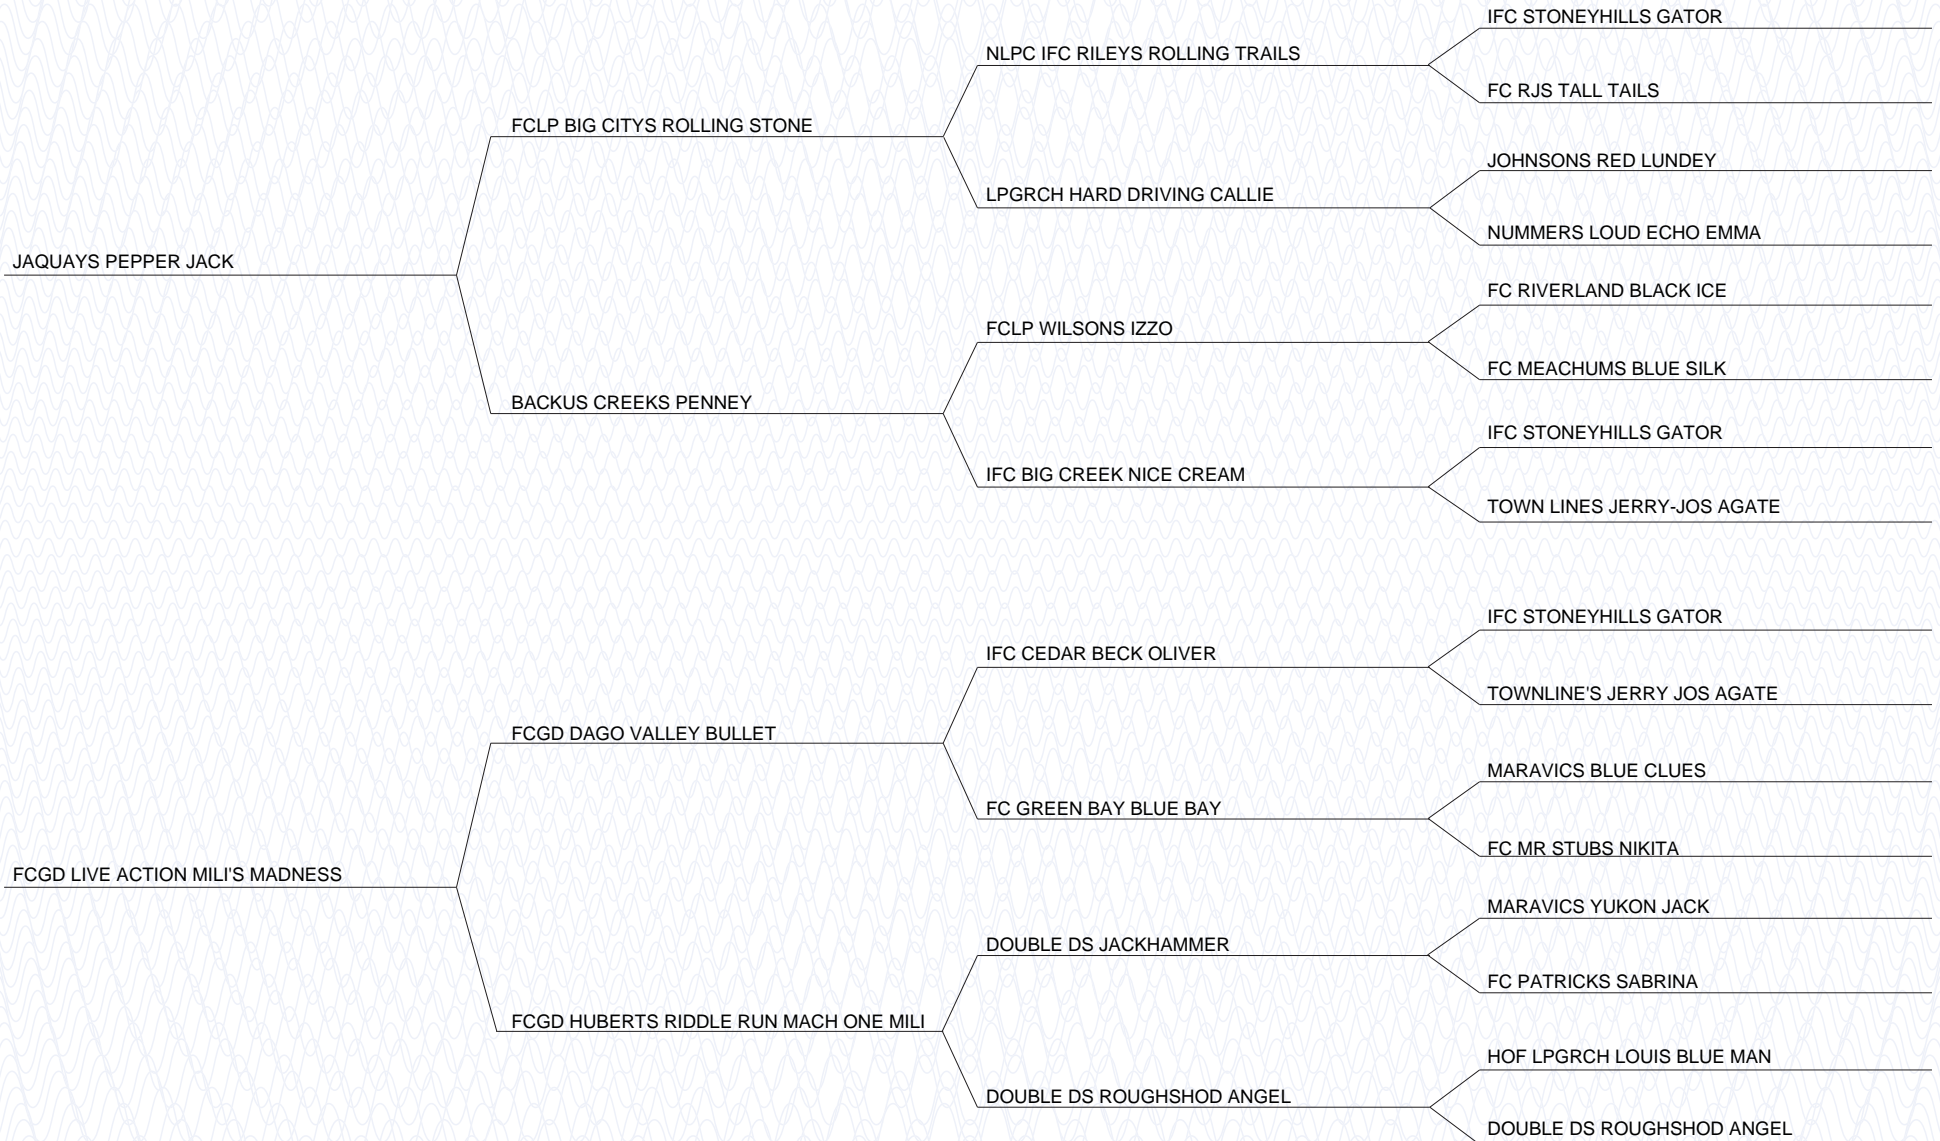 IFC STONEYHILLS GATOR
NLPC IFC RILEYS ROLLING TRAILS
FC RJS TALL TAILS
FCLP BIG CITYS ROLLING STONE
JOHNSONS RED LUNDEY
LPGRCH HARD DRIVING CALLIE
NUMMERS LOUD ECHO EMMA
JAQUAYS PEPPER JACK
FC RIVERLAND BLACK ICE
FCLP WILSONS IZZO
FC MEACHUMS BLUE SILK
BACKUS CREEKS PENNEY
IFC STONEYHILLS GATOR
IFC BIG CREEK NICE CREAM
TOWN LINES JERRY-JOS AGATE
IFC STONEYHILLS GATOR
IFC CEDAR BECK OLIVER
TOWNLINE'S JERRY JOS AGATE
FCGD DAGO VALLEY BULLET
MARAVICS BLUE CLUES
FC GREEN BAY BLUE BAY
FC MR STUBS NIKITA
FCGD LIVE ACTION MILI'S MADNESS
MARAVICS YUKON JACK
DOUBLE DS JACKHAMMER
FC PATRICKS SABRINA
FCGD HUBERTS RIDDLE RUN MACH ONE MILI
HOF LPGRCH LOUIS BLUE MAN
DOUBLE DS ROUGHSHOD ANGEL
DOUBLE DS ROUGHSHOD ANGEL